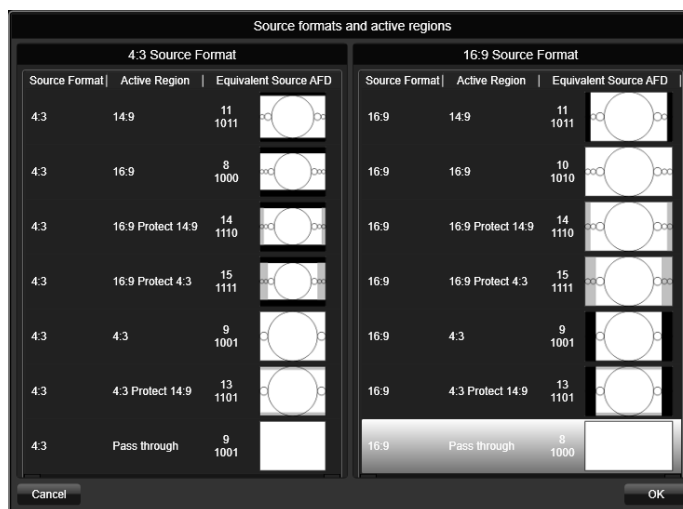 Source formats and active regions
4:3 Source Format
Source Format | Active Region | Equivalent Source AFD
4:3 14:9 11 1011
4:3 16:9 8 1000
4:3 16:9 Protect 14:9 14 1110
4:3 16:9 Protect 4:3 15 1111
4:3 4:3 9 1001
4:3 4:3 Protect 14:9 13 1101
4:3 Pass through 9 1001
16:9 Source Format
Source Format | Active Region | Equivalent Source AFD |
16:9 14:9 11 1011
16:9 16:9 10 1010
16:9 16:9 Protect 14:9 14 1110
16:9 16:9 Protect 4:3 15 1111
16:9 4:3 9 1001
16:9 4:3 Protect 14:9 13 1101
16:9 Pass through 8 1000
Cancel
OK